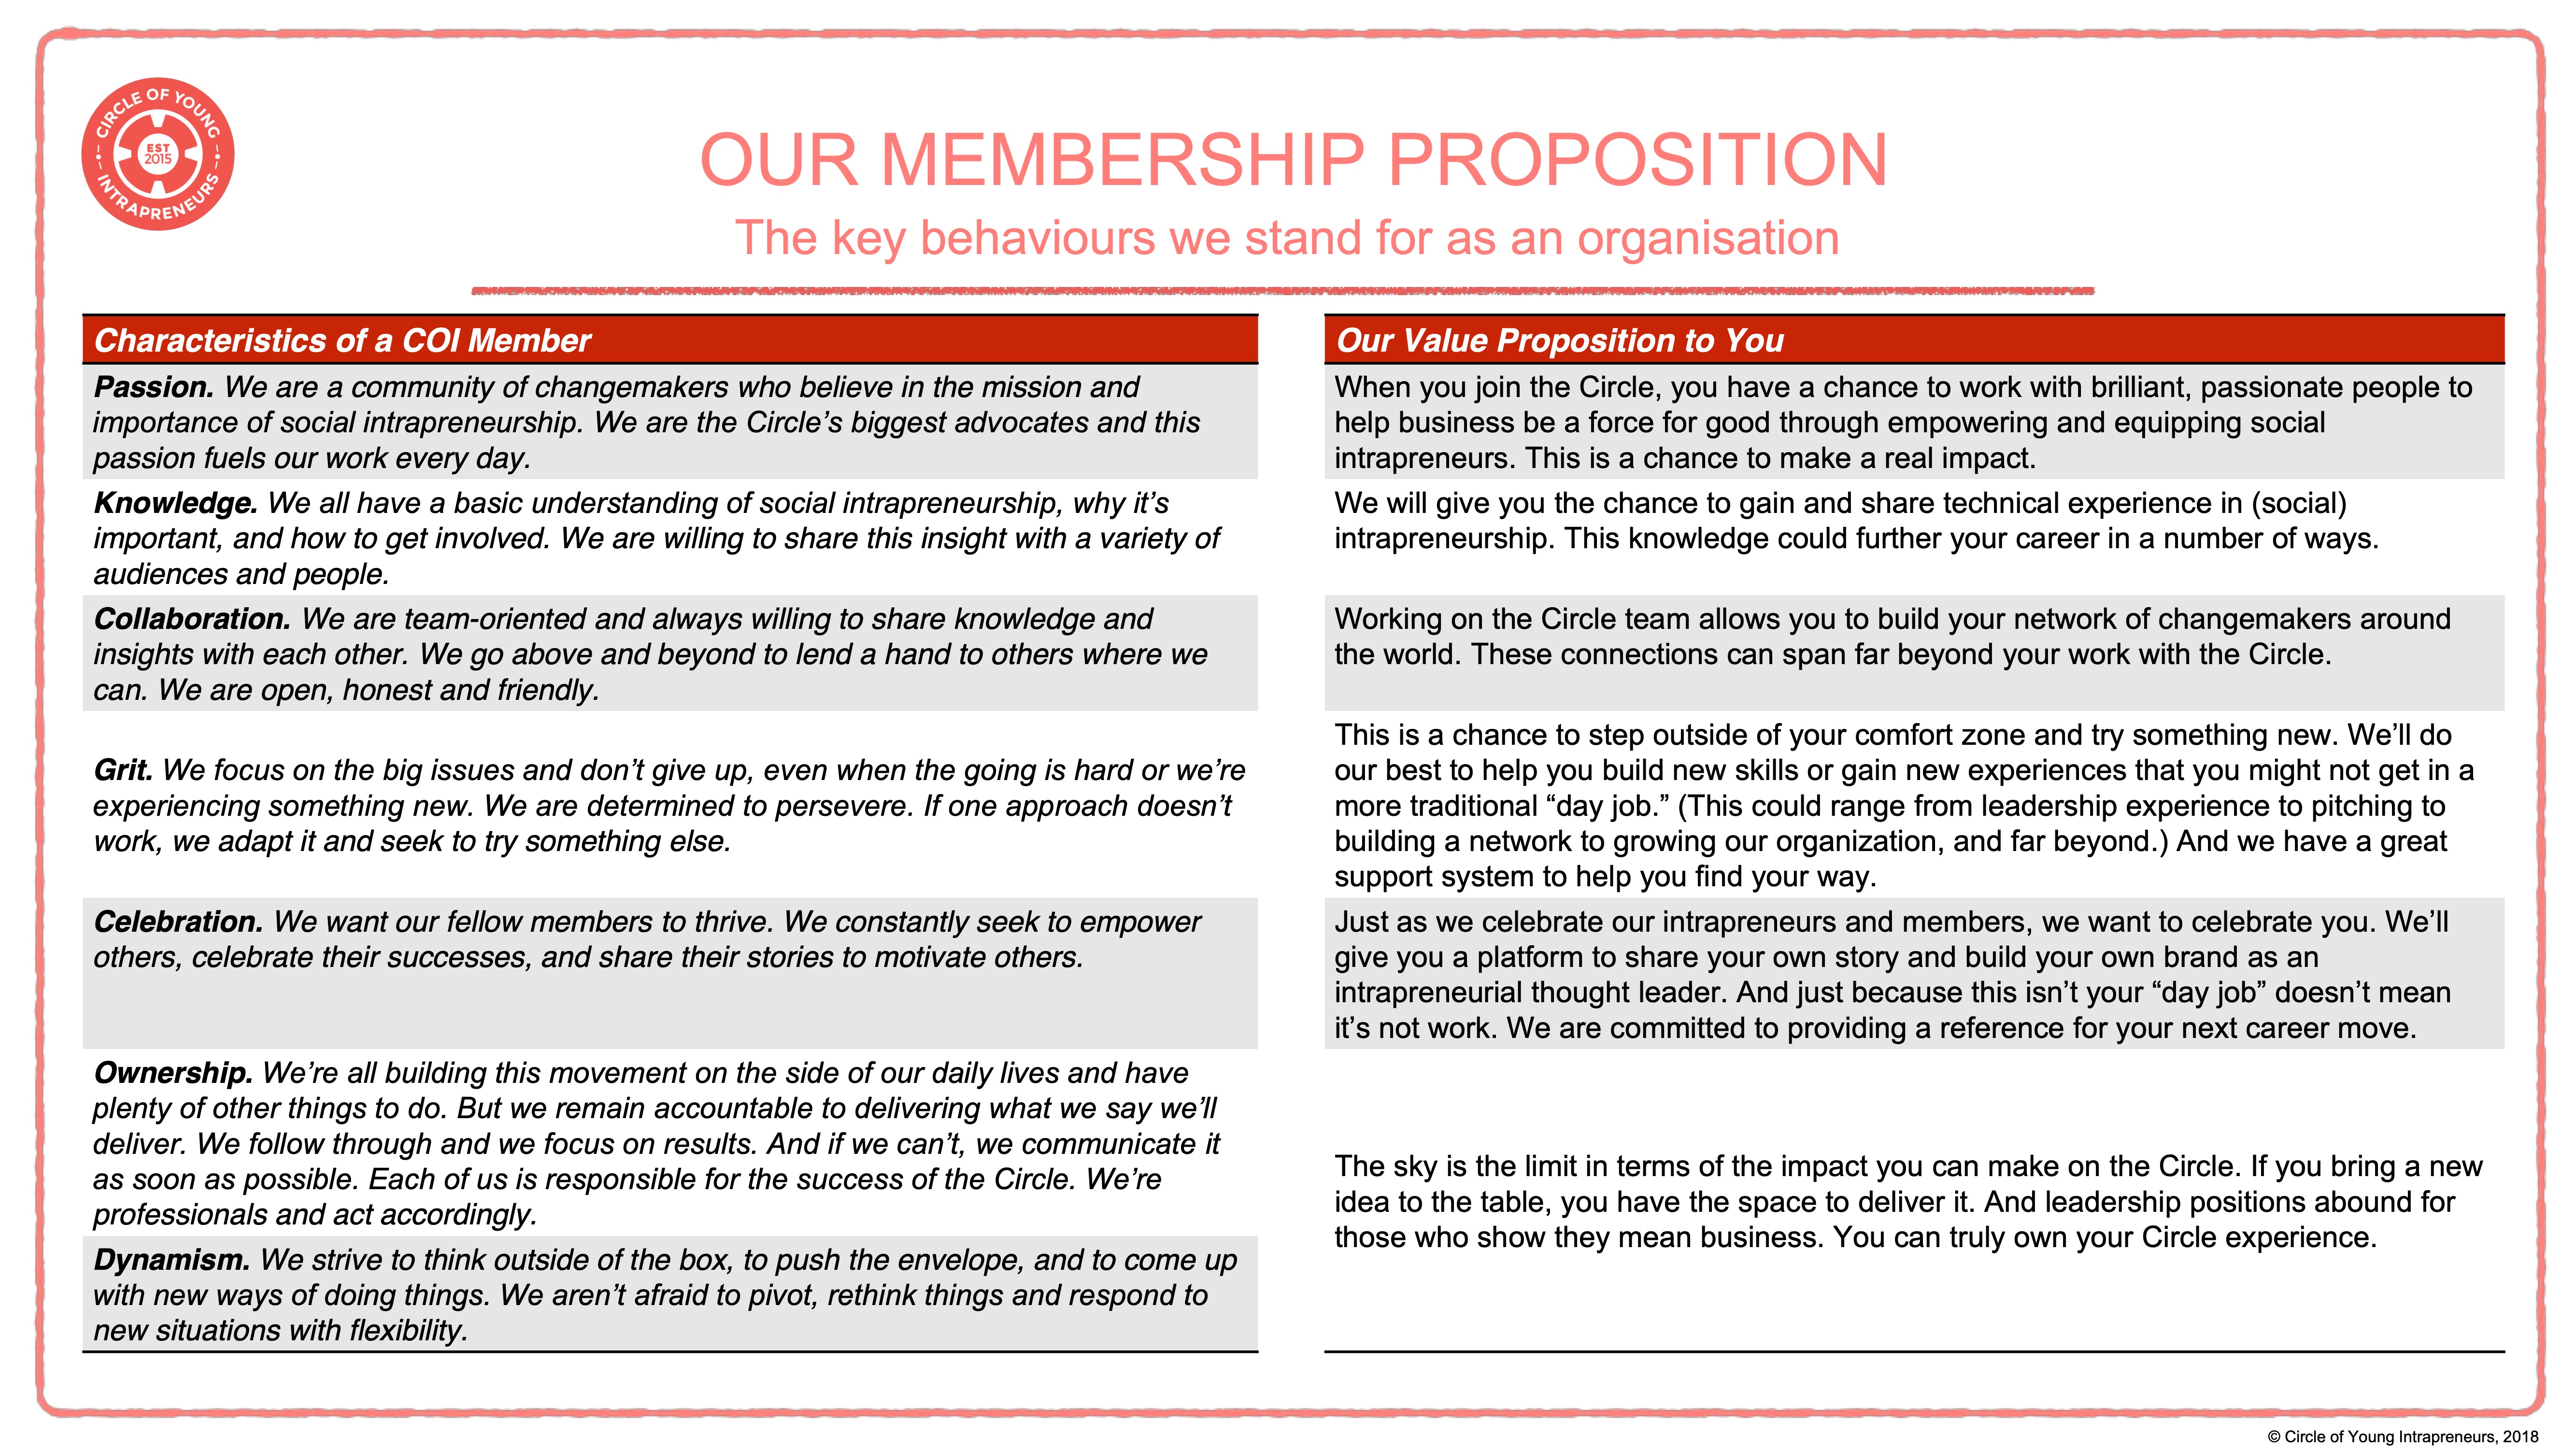 CIRCLE OF YOUNG
EST
2015
INTRAPRENEURS
OUR MEMBERSHIP PROPOSITION
The key behaviours we stand for as an organisation
Characteristics of a COI Member
Passion. We are a community of changemakers who believe in the mission and
importance of social intrapreneurship. We are the Circle’s biggest advocates and this
passion fuels our work every day.
Knowledge. We all have a basic understanding of social intrapreneurship, why it’s
important, and how to get involved. We are willing to share this insight with a variety of
audiences and people.
Collaboration. We are team-oriented and always willing to share knowledge and
insights with each other. We go above and beyond to lend a hand to others where we
can. We are open, honest and friendly.
Grit. We focus on the big issues and don’t give up, even when the going is hard or we’re
experiencing something new. We are determined to persevere. If one approach doesn’t
work, we adapt it and seek to try something else.
Celebration. We want our fellow members to thrive. We constantly seek to empower
others, celebrate their successes, and share their stories to motivate others.
Ownership. We’re all building this movement on the side of our daily lives and have
plenty of other things to do. But we remain accountable to delivering what we say we’ll
deliver. We follow through and we focus on results. And if we can’t, we communicate it
as soon as possible. Each of us is responsible for the success of the Circle. We’re
professionals and act accordingly.
Dynamism. We strive to think outside of the box, to push the envelope, and to come up
with new ways of doing things. We aren’t afraid to pivot, rethink things and respond to
new situations with flexibility.
Our Value Proposition to You
When you join the Circle, you have a chance to work with brilliant, passionate people to
help business be a force for good through empowering and equipping social
intrapreneurs. This is a chance to make a real impact.
We will give you the chance to gain and share technical experience in (social)
intrapreneurship. This knowledge could further your career in a number of ways.
Working on the Circle team allows you to build your network of changemakers around
the world. These connections can span far beyond your work with the Circle.
This is a chance to step outside of your comfort zone and try something new. We’ll do
our best to help you build new skills or gain new experiences that you might not get in a
more traditional “day job.” (This could range from leadership experience to pitching to
building a network to growing our organization, and far beyond.) And we have a great
support system to help you find your way.
Just as we celebrate our intrapreneurs and members, we want to celebrate you. We’ll
give you a platform to share your own story and build your own brand as an
intrapreneurial thought leader. And just because this isn’t your “day job” doesn’t mean
it’s not work. We are committed to providing a reference for your next career move.
The sky is the limit in terms of the impact you can make on the Circle. If you bring a new
idea to the table, you have the space to deliver it. And leadership positions abound for
those who show they mean business. You can truly own your Circle experience.
© Circle of Young Intrapreneurs, 2018